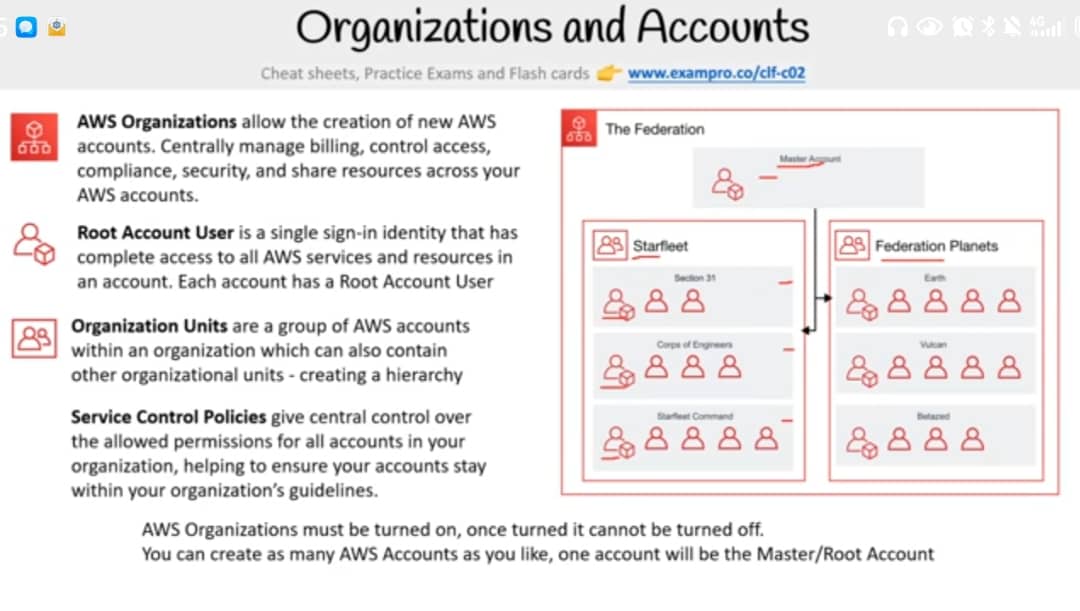 Organizations and Accounts
Cheat sheets, Practice Exams and Flash cards 👉 www.exampro.co/clf-c02
AWS Organizations allow the creation of new AWS
accounts. Centrally manage billing, control access,
compliance, security, and share resources across your
AWS accounts.
Root Account User is a single sign-in identity that has
complete access to all AWS services and resources in
an account. Each account has a Root Account User
Organization Units are a group of AWS accounts
within an organization which can also contain
other organizational units - creating a hierarchy
Service Control Policies give central control over
the allowed permissions for all accounts in your
organization, helping to ensure your accounts stay
within your organization's guidelines.
The Federation
Master Account
Starfleet
Section 31
Corps of Engineers
Starfleet Command
Federation Planets
Earth
Vulcan
Betazed
AWS Organizations must be turned on, once turned it cannot be turned off.
You can create as many AWS Accounts as you like, one account will be the Master/Root Account
4G